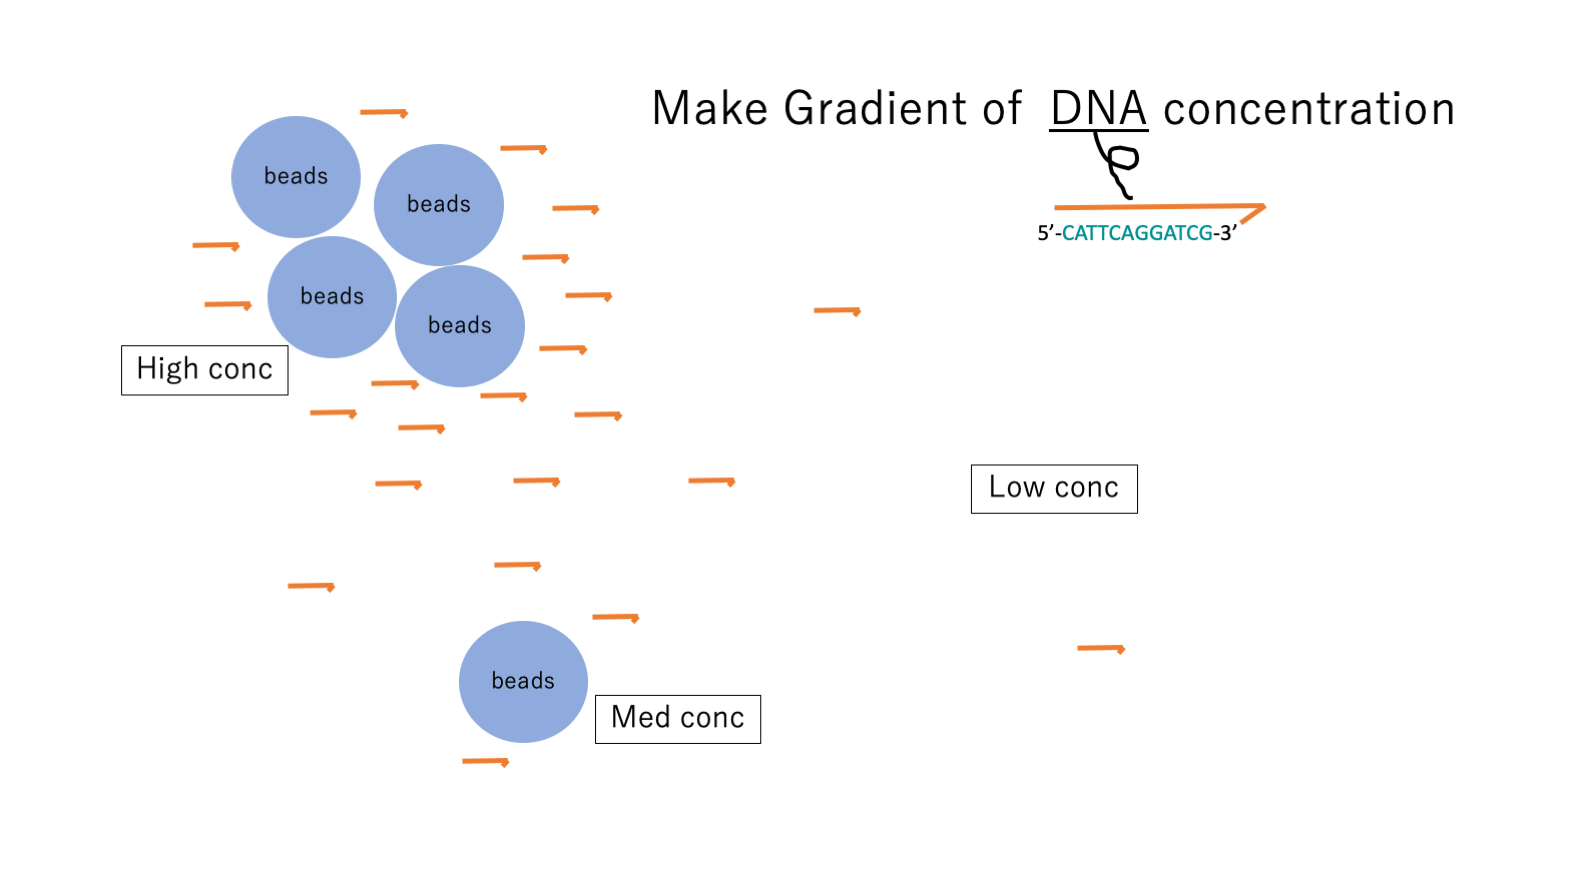 Make Gradient of DNA concentration
5’-CATTCAGGATCG-3’
beads
beads
beads
beads
High conc
Low conc
beads
Med conc